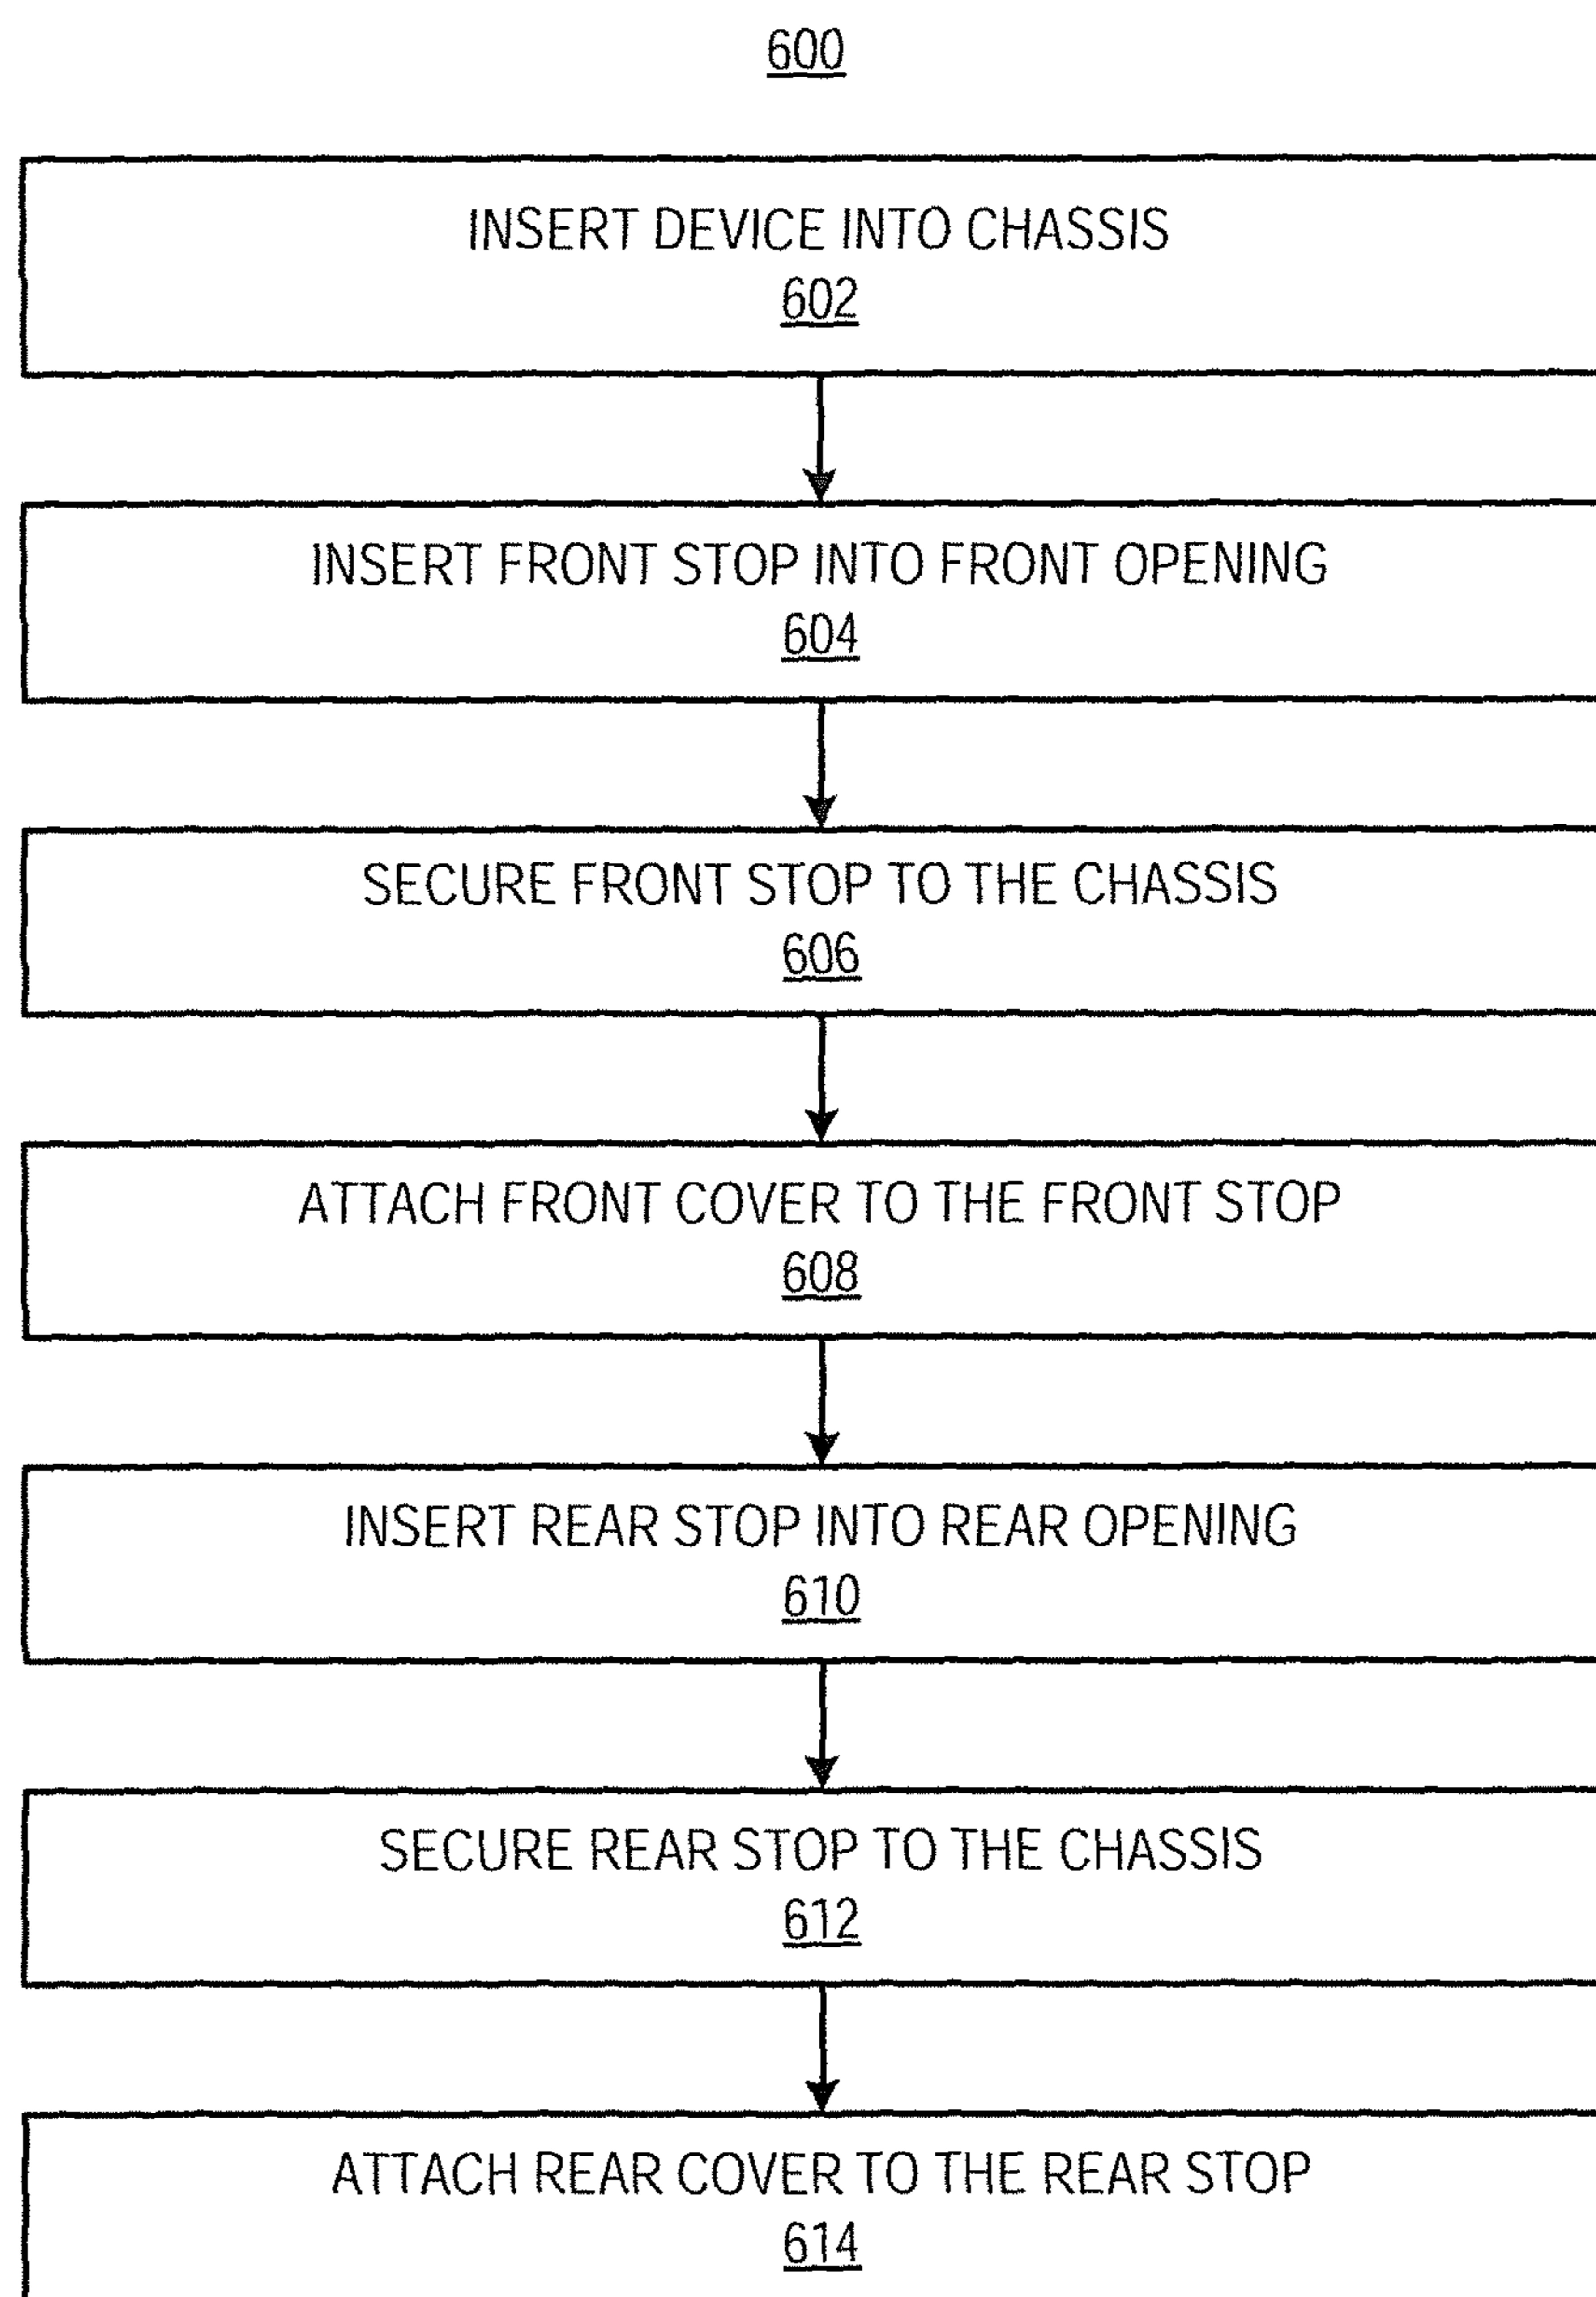 600
INSERT DEVICE INTO CHASSIS
602
INSERT FRONT STOP INTO FRONT OPENING
604
SECURE FRONT STOP TO THE CHASSIS
606
ATTACH FRONT COVER TO THE FRONT STOP
608
INSERT REAR STOP INTO REAR OPENING
610
SECURE REAR STOP TO THE CHASSIS
612
ATTACH REAR COVER TO THE REAR STOP
614